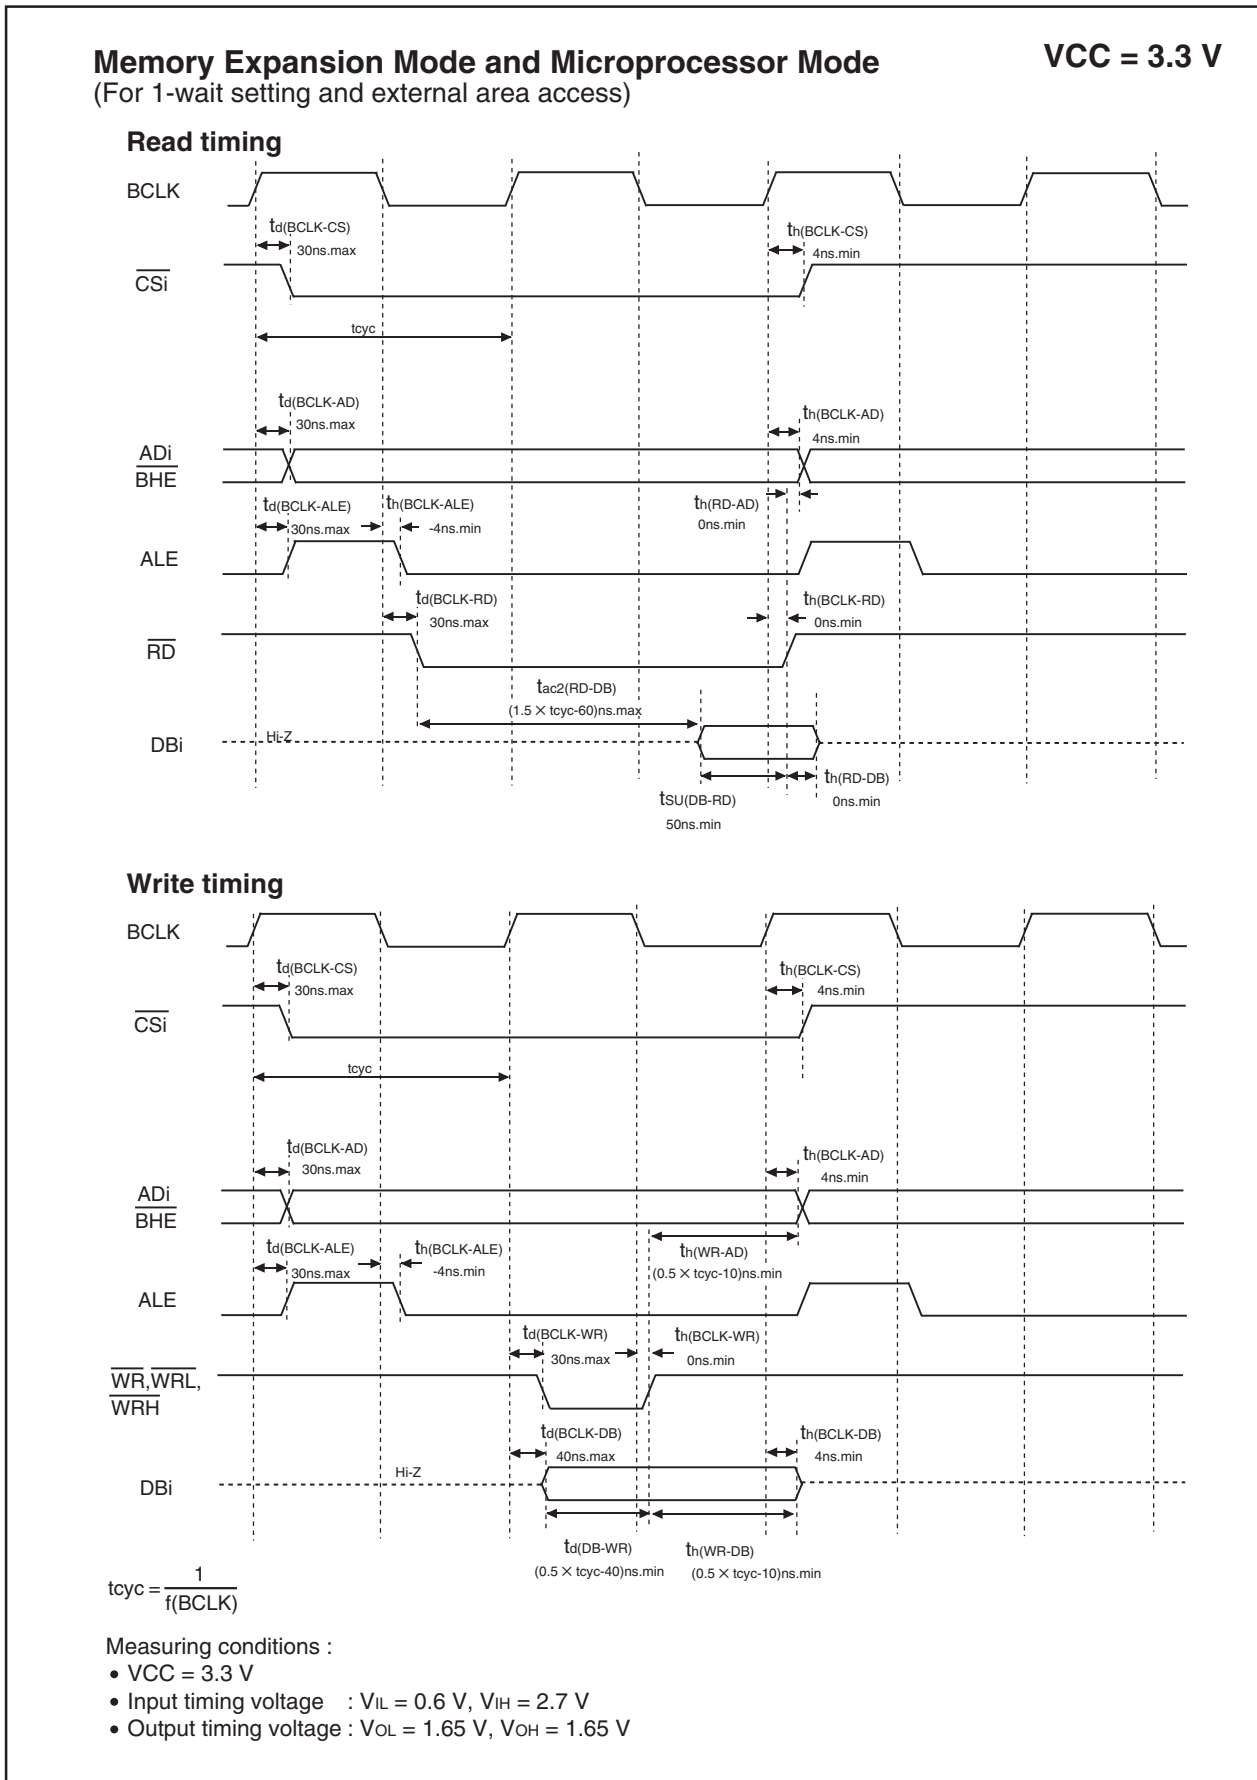 Memory Expansion Mode and Microprocessor Mode
VCC = 3.3 V
(For 1-wait setting and external area access)
Read timing
BCLK
td(BCLK-CS)
30ns.max
th(BCLK-CS)
4ns.min
CSi
tcyc
td(BCLK-AD)
30ns.max
th(BCLK-AD)
4ns.min
ADi
BHE
td(BCLK-ALE)
30ns.max
th(BCLK-ALE)
-4ns.min
th(RD-AD)
0ns.min
ALE
td(BCLK-RD)
30ns.max
th(BCLK-RD)
0ns.min
RD
tac2(RD-DB)
(1.5 × tcyc-60)ns.max
DBi
Hi-Z
tSU(DB-RD)
50ns.min
th(RD-DB)
0ns.min
Write timing
BCLK
td(BCLK-CS)
30ns.max
th(BCLK-CS)
4ns.min
CSi
tcyc
td(BCLK-AD)
30ns.max
th(BCLK-AD)
4ns.min
ADi
BHE
td(BCLK-ALE)
30ns.max
th(BCLK-ALE)
-4ns.min
th(WR-AD)
(0.5 × tcyc-10)ns.min
ALE
td(BCLK-WR)
30ns.max
th(BCLK-WR)
0ns.min
WR,WRL,
WRH
td(BCLK-DB)
40ns.max
th(BCLK-DB)
4ns.min
DBi
Hi-Z
td(DB-WR)
(0.5 × tcyc-40)ns.min
th(WR-DB)
(0.5 × tcyc-10)ns.min
tcyc = 1
f(BCLK)
Measuring conditions :
• VCC = 3.3 V
• Input timing voltage : VIL = 0.6 V, VIH = 2.7 V
• Output timing voltage : VOL = 1.65 V, VOH = 1.65 V